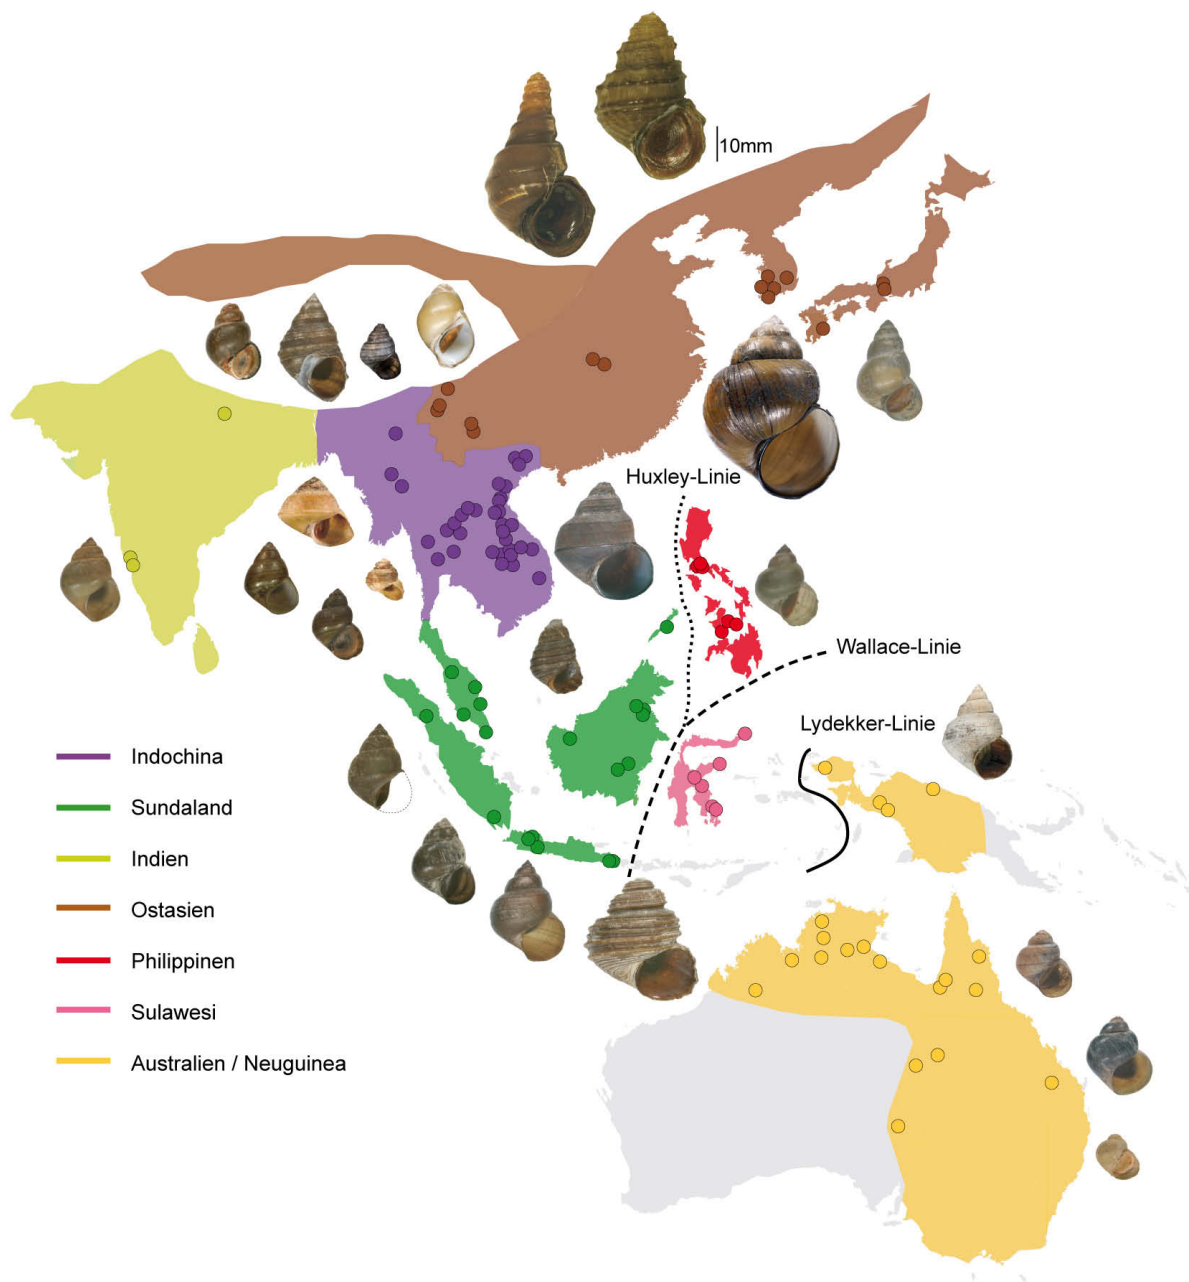 10mm
Huxley-Linie
Wallace-Linie
Lydekker-Linie
Indochina
Sundaland
Indien
Ostasien
Philippinen
Sulawesi
Australien / Neuguinea